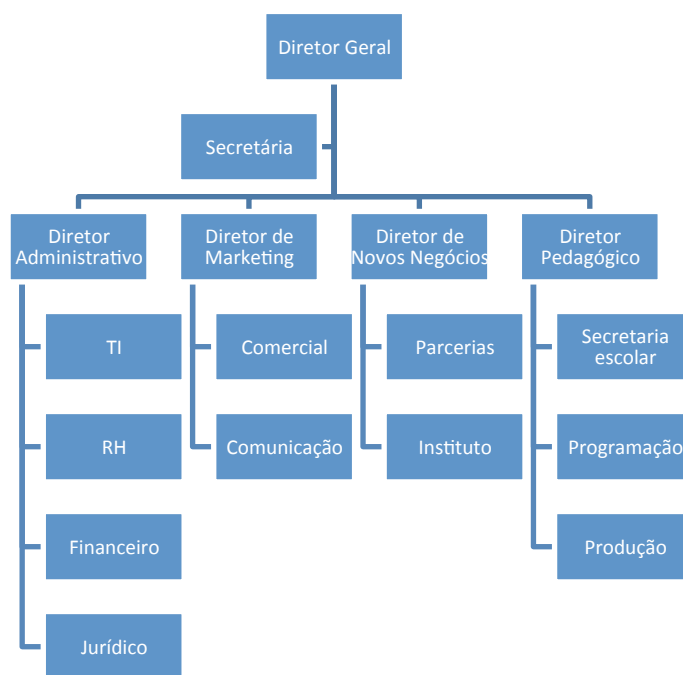 Diretor Geral
Secretária
Diretor
Administrativo
Diretor de
Marketing
Diretor de
Novos Negócios
Diretor
Pedagógico
TI
RH
Financeiro
Jurídico
Comercial
Comunicação
Parcerias
Instituto
Secretaria
escolar
Programação
Produção